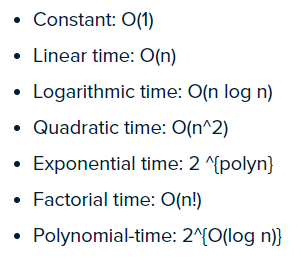 • Constant: O(1)
• Linear time: O(n)
• Logarithmic time: O(n log n)
• Quadratic time: O(n^2)
• Exponential time: 2 ^{polyn}
• Factorial time: O(n!)
• Polynomial-time: 2^{O(log n)}